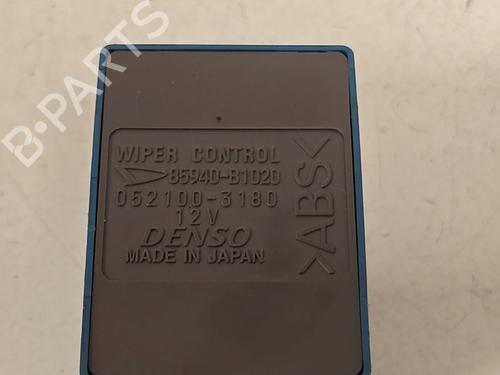 B·PARTS
WIPER CONTROL
85940-B1020
052100-3180
12V
DENSO
MADE IN JAPAN
>ABS<